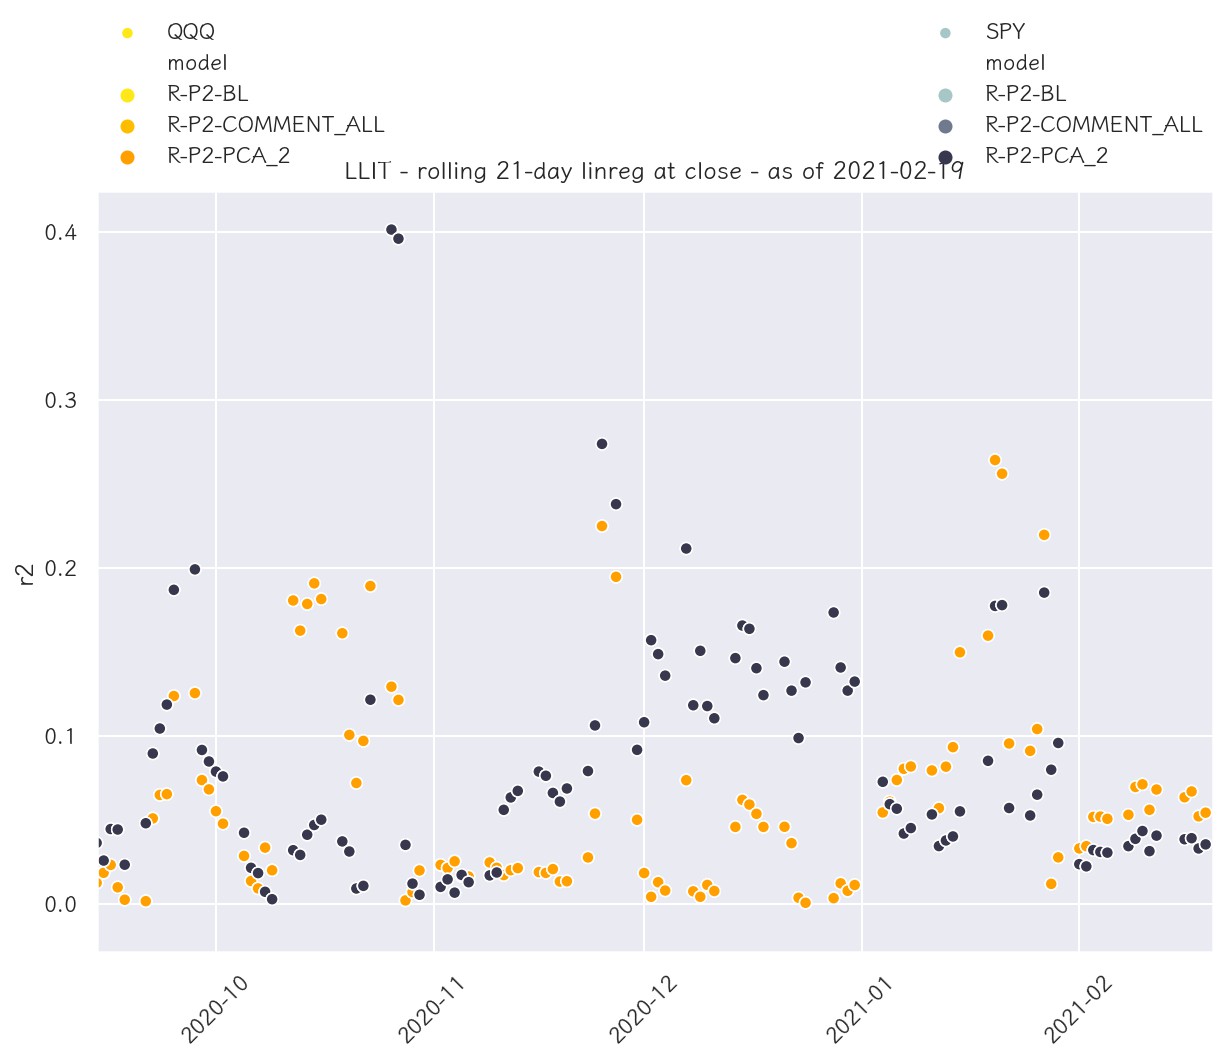 QQQ
model
R-P2-BL
R-P2-COMMENT_ALL
R-P2-PCA_2
SPY
model
R-P2-BL
R-P2-COMMENT_ALL
R-P2-PCA_2
LLIT - rolling 21-day linreg at close - as of 2021-02-19
0.4
0.3
0.2
0.1
0.0
r2
2020-10
2020-11
2020-12
2021-01
2021-02